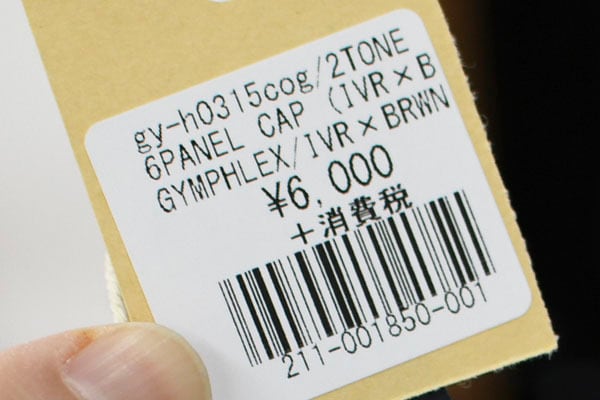 gy-h0315cog/2TONE
6PANEL CAP (IVR×B
GYMPHLEX/IVR×BRWN
¥6,000
+消費税
211-001850-001